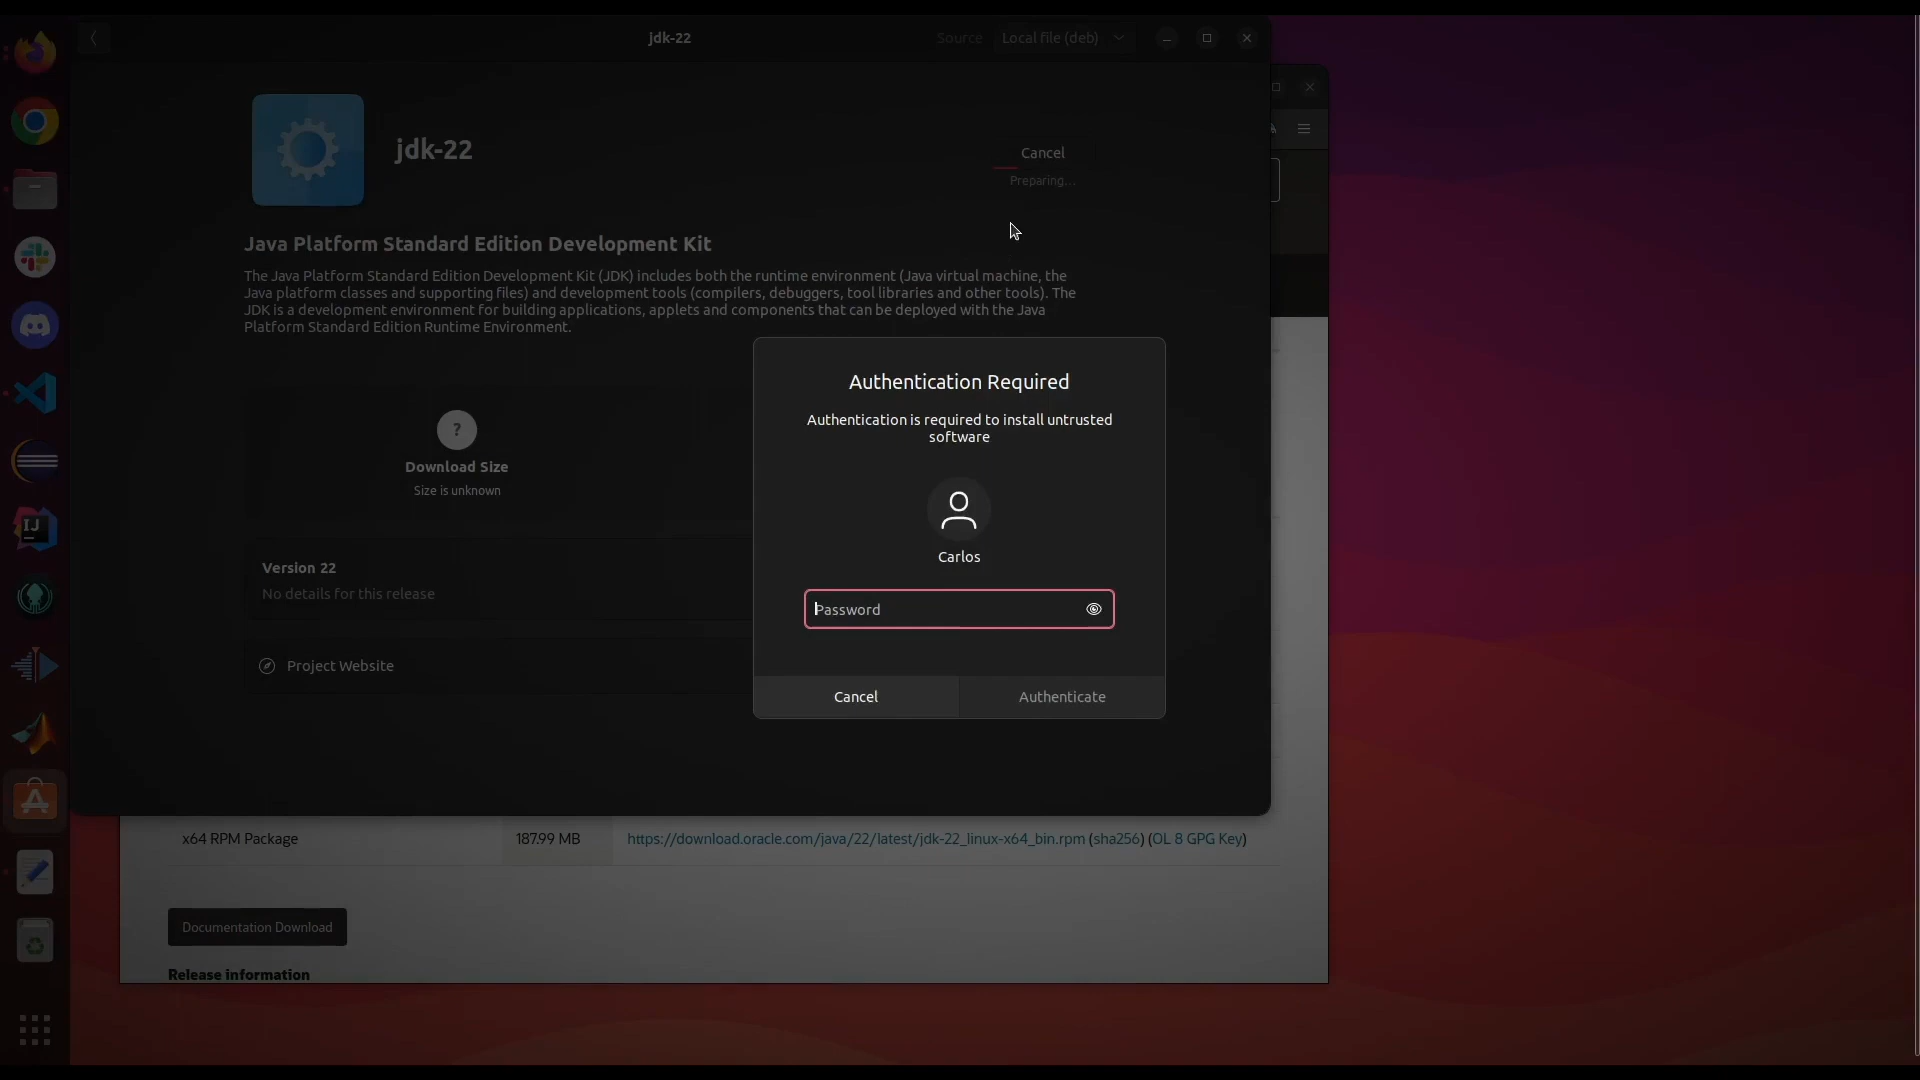 jdk-22
Source
Local file (deb)
jdk-22
Cancel
Preparing...
Java Platform Standard Edition Development Kit
The Java Platform Standard Edition Development Kit (JDK) includes both the runtime environment (Java virtual machine, the
Java platform classes and supporting files) and development tools (compilers, debuggers, tool libraries and other tools). The
JDK is a development environment for building applications, applets and components that can be deployed with the Java
Platform Standard Edition Runtime Environment.
?
Download Size
Size is unknown
Version 22
No details for this release
Project Website
Authentication Required
Authentication is required to install untrusted
software
Carlos
Password
Cancel
Authenticate
x64 RPM Package
187.99 MB
https://download.oracle.com/java/22/latest/jdk-22_linux-x64_bin.rpm (sha256) (OL 8 GPG Key)
Documentation Download
Release information
IJ